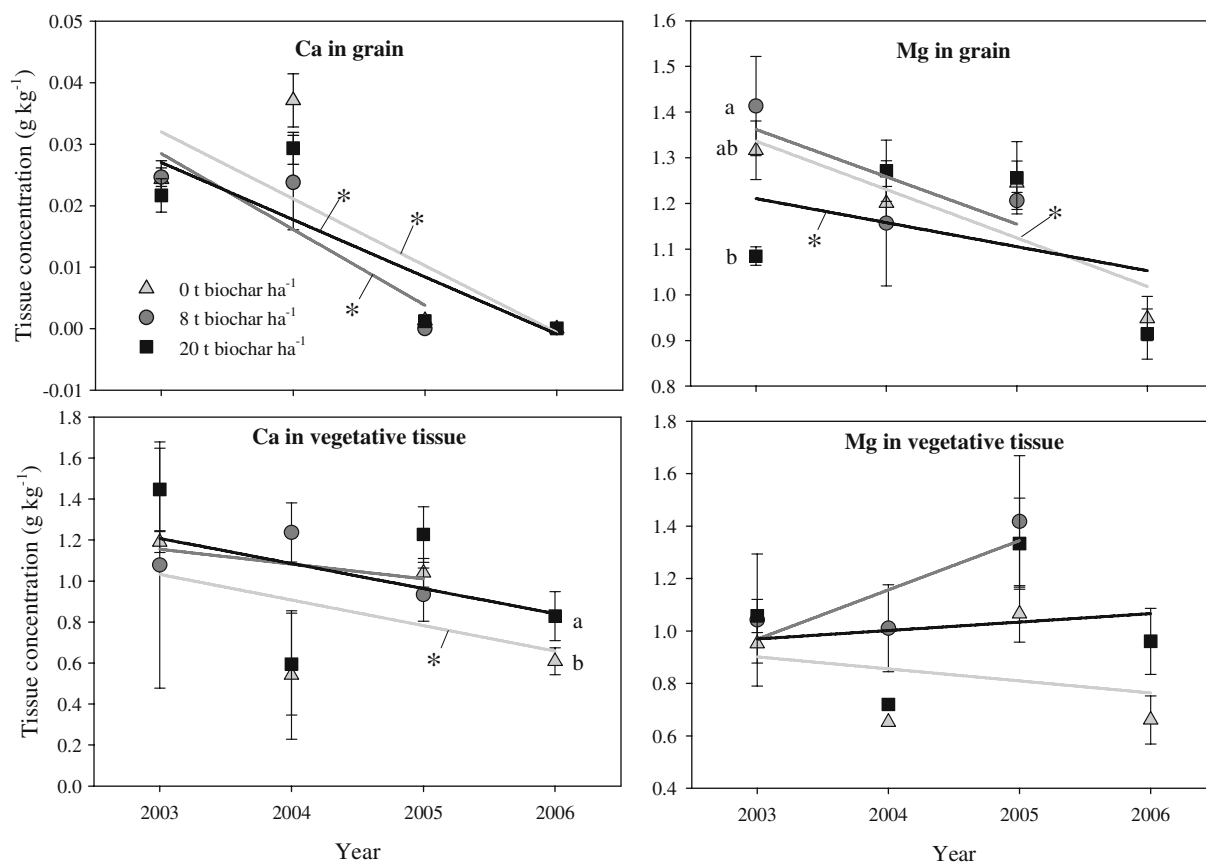 Ca in grain
Tissue concentration (g kg⁻¹)
0.05
0.04
0.03
0.02
0.01
0.00
-0.01
*
*
*
0 t biochar ha⁻¹
8 t biochar ha⁻¹
20 t biochar ha⁻¹
Mg in grain
1.6
1.5
1.4
1.3
1.2
1.1
1.0
0.9
0.8
a
ab
b
*
*
Ca in vegetative tissue
Tissue concentration (g kg⁻¹)
1.8
1.6
1.4
1.2
1.0
0.8
0.6
0.4
0.2
0.0
a
b
*
2003 2004 2005 2006
Year
Mg in vegetative tissue
1.8
1.6
1.4
1.2
1.0
0.8
0.6
0.4
2003 2004 2005 2006
Year